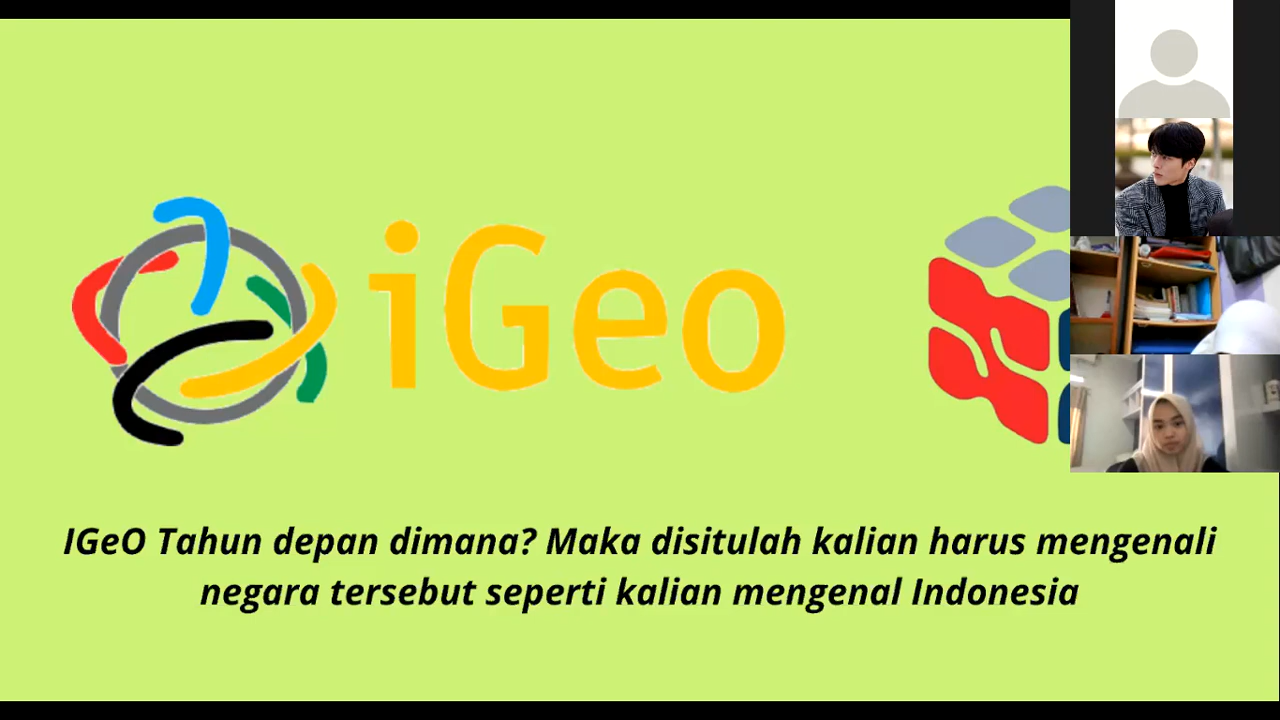 iGeo
IGeO Tahun depan dimana? Maka disitulah kalian harus mengenali
negara tersebut seperti kalian mengenal Indonesia